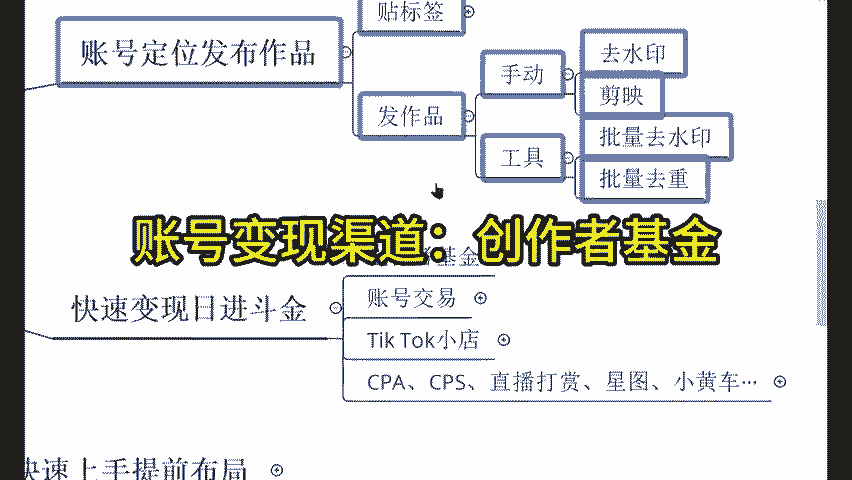 贴标签
账号定位发布作品
去水印
手动
剪映
发作品
批量去水印
工具
批量去重
账号变现渠道：创作者基金
基金
快速变现日进斗金
账号交易
Tik Tok小店
CPA、CPS、直播打赏、星图、小黄车…
快速上手提前布局